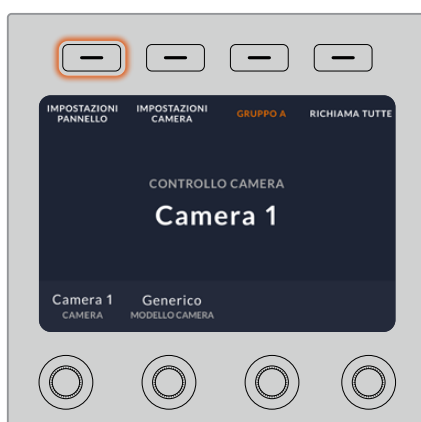 IMPOSTAZIONI PANNELLO
IMPOSTAZIONI CAMERA
GRUPPO A
RICHIAMA TUTTE
CONTROLLO CAMERA
Camera 1
Camera 1
CAMERA
Generico
MODELLO CAMERA